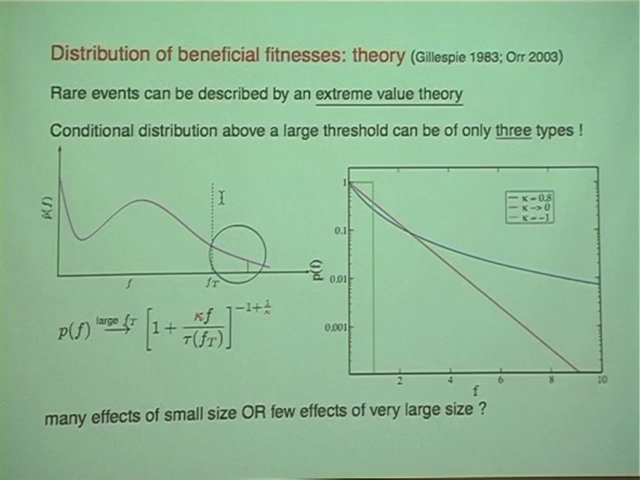 Distribution of beneficial fitnesses: theory (Gillespie 1983; Orr 2003)
Rare events can be described by an extreme value theory
Conditional distribution above a large threshold can be of only three types !
p̃(f)
f
f_T
p(f) large f_T → [1 + κf / τ(f_T)]^{-1+1/κ}
1
0.1
0.01
0.001
p(f)
2 4 6 8 10
f
κ=0.8
κ->0
κ=-1
many effects of small size OR few effects of very large size ?